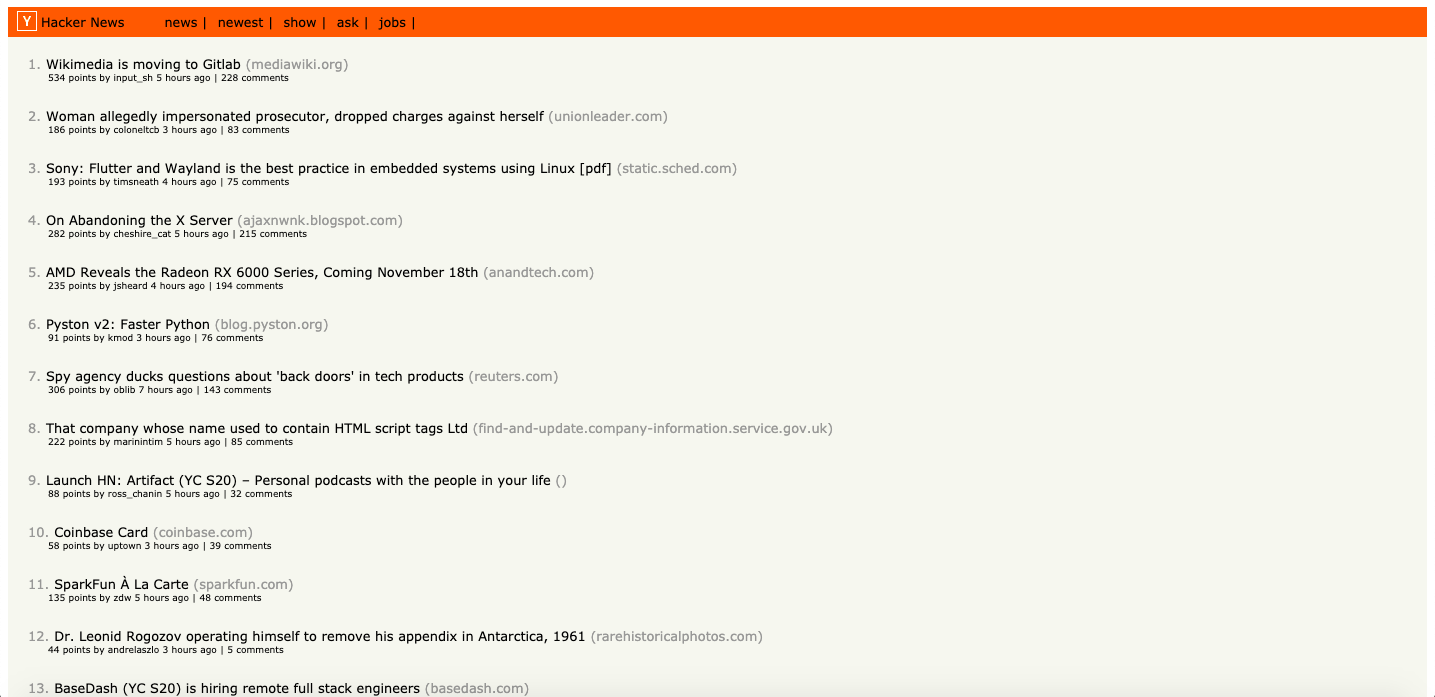 Y Hacker News news | newest | show | ask | jobs |
1. Wikimedia is moving to Gitlab (mediawiki.org)
534 points by input_sh 5 hours ago | 228 comments
2. Woman allegedly impersonated prosecutor, dropped charges against herself (unionleader.com)
186 points by coloneltcb 3 hours ago | 83 comments
3. Sony: Flutter and Wayland is the best practice in embedded systems using Linux [pdf] (static.sched.com)
193 points by timsneath 4 hours ago | 75 comments
4. On Abandoning the X Server (ajaxnwnk.blogspot.com)
282 points by cheshire_cat 5 hours ago | 215 comments
5. AMD Reveals the Radeon RX 6000 Series, Coming November 18th (anandtech.com)
235 points by jsheard 4 hours ago | 194 comments
6. Pyston v2: Faster Python (blog.pyston.org)
91 points by kmod 3 hours ago | 76 comments
7. Spy agency ducks questions about 'back doors' in tech products (reuters.com)
306 points by oblib 7 hours ago | 143 comments
8. That company whose name used to contain HTML script tags Ltd (find-and-update.company-information.service.gov.uk)
222 points by marinintim 5 hours ago | 85 comments
9. Launch HN: Artifact (YC S20) – Personal podcasts with the people in your life ()
88 points by ross_chanin 5 hours ago | 32 comments
10. Coinbase Card (coinbase.com)
58 points by uptown 3 hours ago | 39 comments
11. SparkFun À La Carte (sparkfun.com)
135 points by zdw 5 hours ago | 48 comments
12. Dr. Leonid Rogozov operating himself to remove his appendix in Antarctica, 1961 (rarehistoricalphotos.com)
44 points by andrelaszlo 3 hours ago | 5 comments
13. BaseDash (YC S20) is hiring remote full stack engineers (basedash.com)